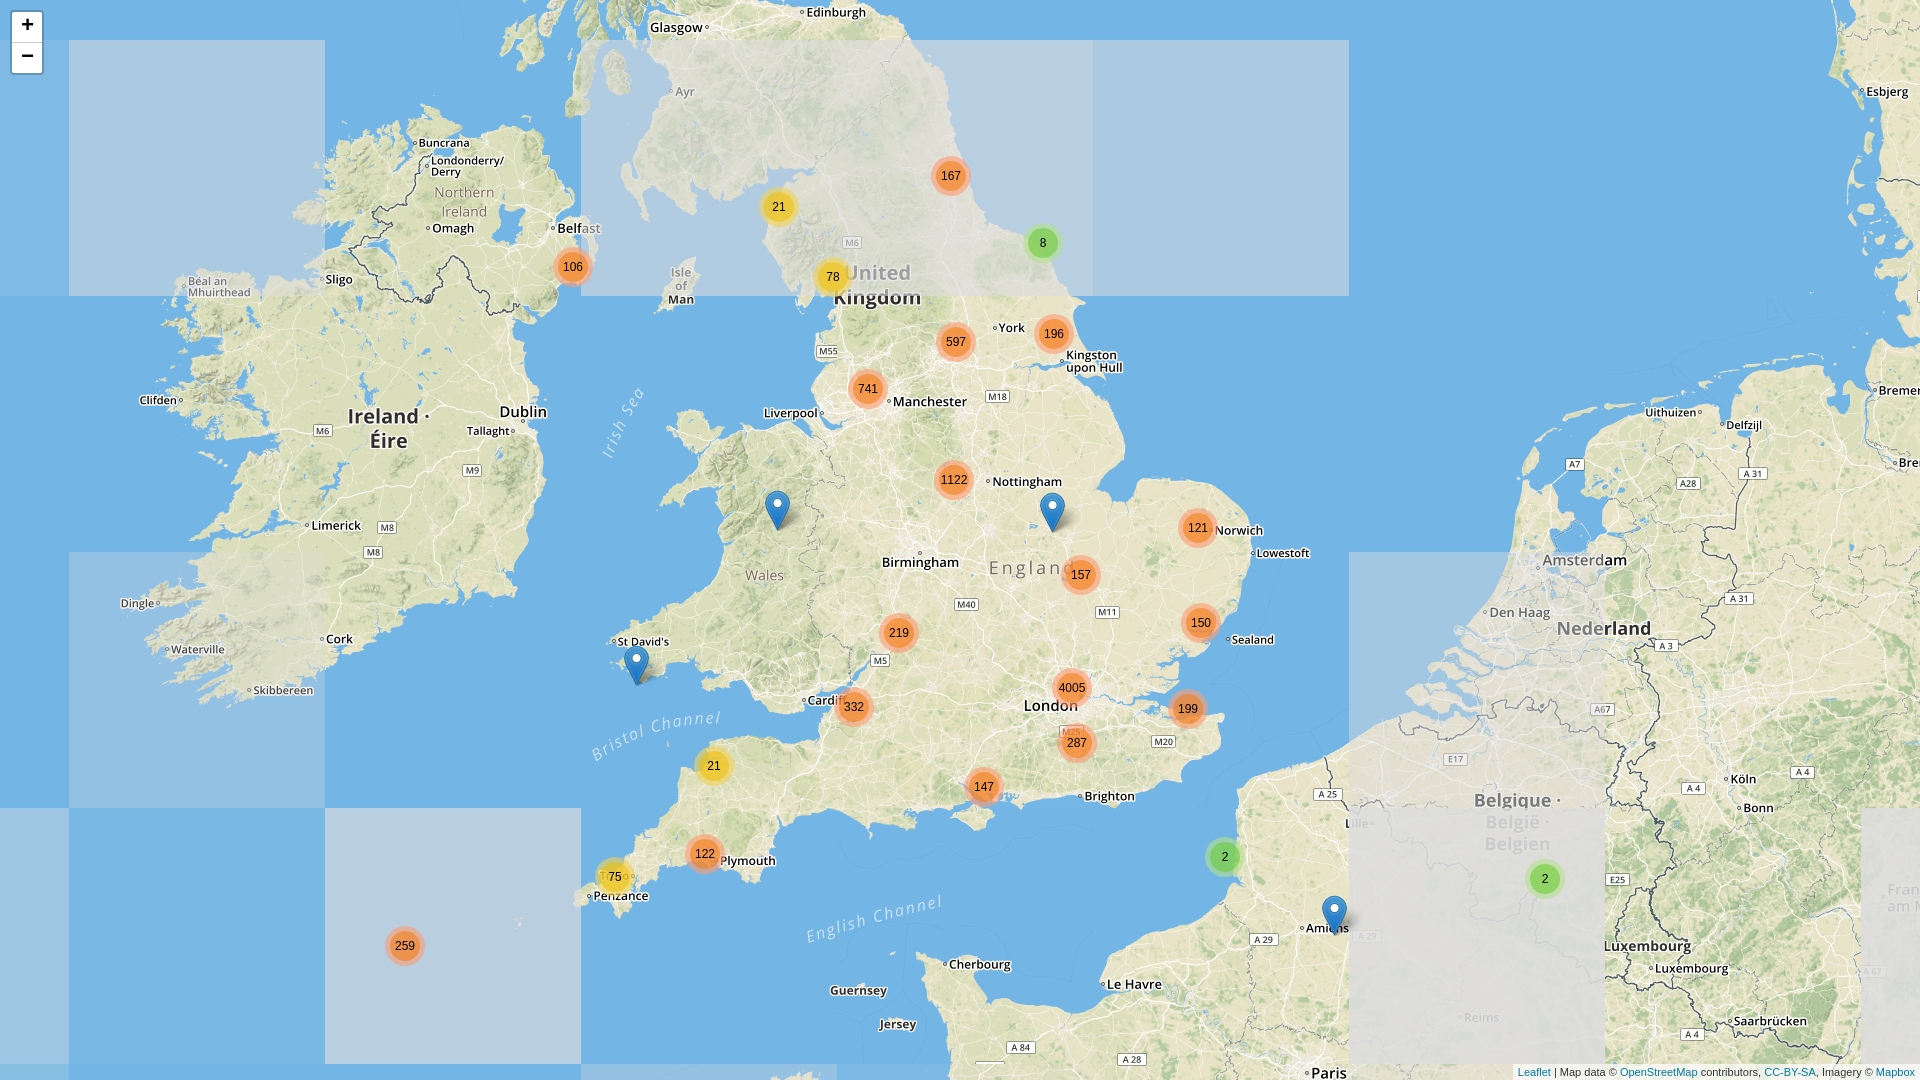 +
−
Edinburgh
Glasgow
Ayr
Esbjerg
Buncrana
Londonderry/
Derry
Northern
Ireland
Omagh
Belfast
167
21
8
106
M6
78
United
Kingdom
Isle
of
Man
Béal an
Mhuirthead
Sligo
York
196
597
M55
Kingston
upon Hull
741
Manchester
M18
Liverpool
Clifden
Ireland ·
Éire
Dublin
Tallaght
M6
M9
Irish Sea
Uithuizen
Delfzijl
Bremer
Bre
A7
A 31
A28
1122
Nottingham
121
Norwich
Lowestoft
Limerick
M8
M8
Birmingham
England
157
Wales
M40
M11
150
Sealand
219
M5
St David's
Dingle
Waterville
Cork
Skibbereen
Amsterdam
Den Haag
A 31
Nederland
A 3
A67
E17
4005
London
199
M25
287
M20
Cardiff
332
Bristol Channel
21
147
Brighton
A 25
Lille
Köln
A 4
A 4
Bonn
Belgique ·
België ·
Belgien
122
Plymouth
75
Penzance
2
2
E25
Fran
am M
259
English Channel
Amiens
A 29
A 29
Luxembourg
Luxembourg
A 67
Cherbourg
Le Havre
Guernsey
Jersey
Reims
Saarbrücken
A 4
A 84
A 28
Paris
Leaflet | Map data © OpenStreetMap contributors, CC-BY-SA, Imagery © Mapbox